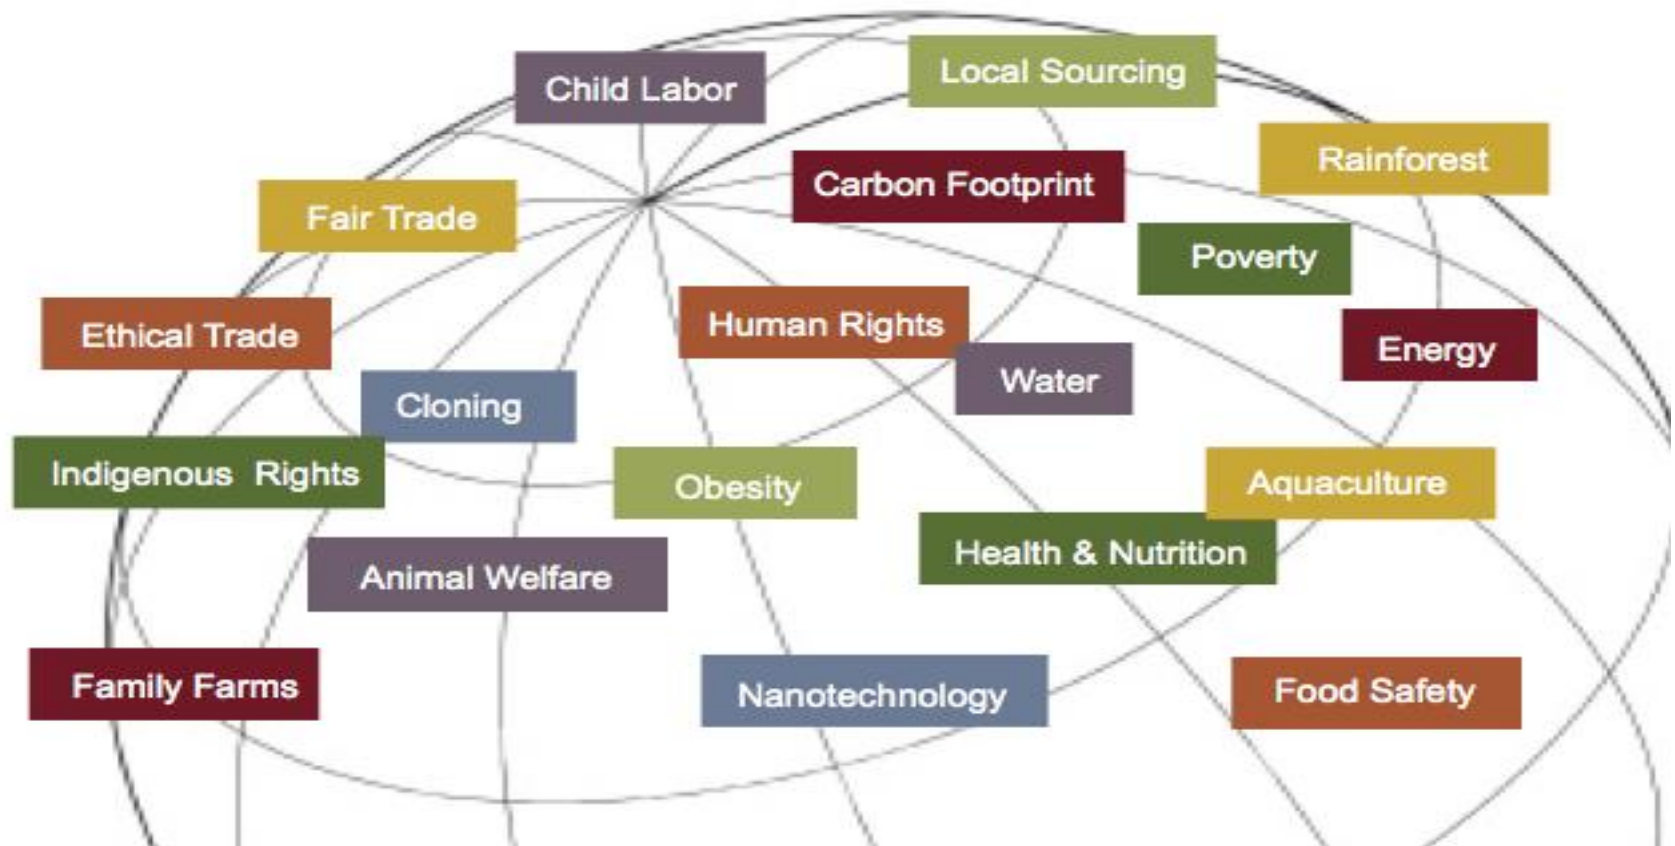 Child Labor
Local Sourcing
Rainforest
Carbon Footprint
Fair Trade
Poverty
Ethical Trade
Human Rights
Energy
Water
Cloning
Indigenous Rights
Obesity
Aquaculture
Health & Nutrition
Animal Welfare
Family Farms
Nanotechnology
Food Safety